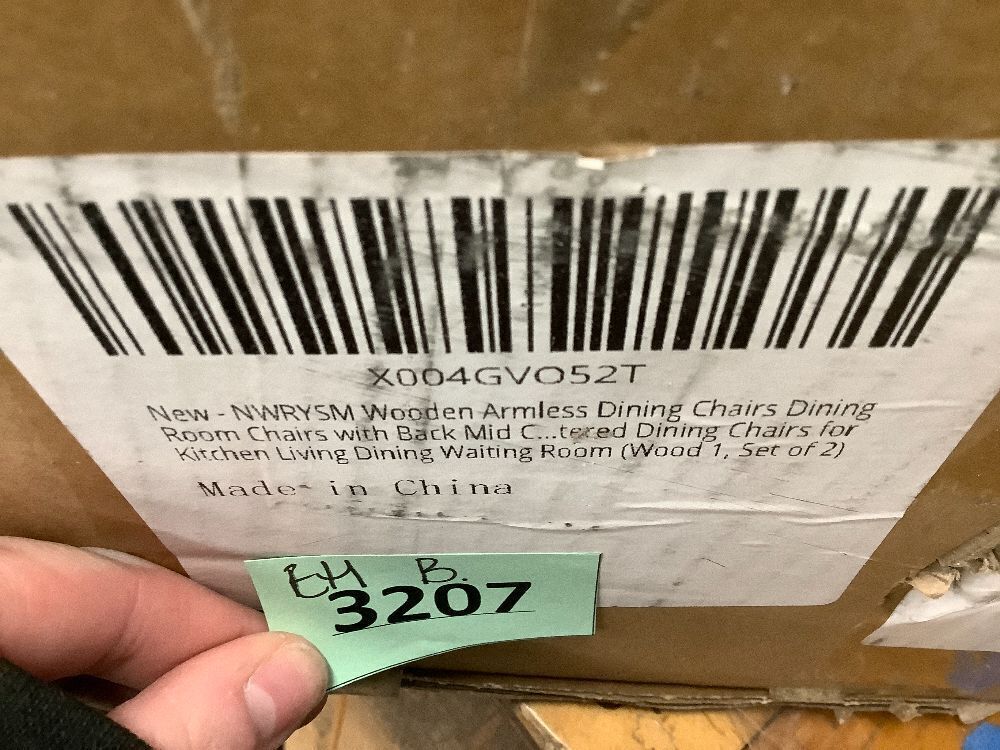 X004GVO52T
New - NWRYSM Wooden Armless Dining Chairs Dining
Room Chairs with Back Mid C...tered Dining Chairs for
Kitchen Living Dining Waiting Room (Wood 1, Set of 2)
Made in China
EH B.
3207